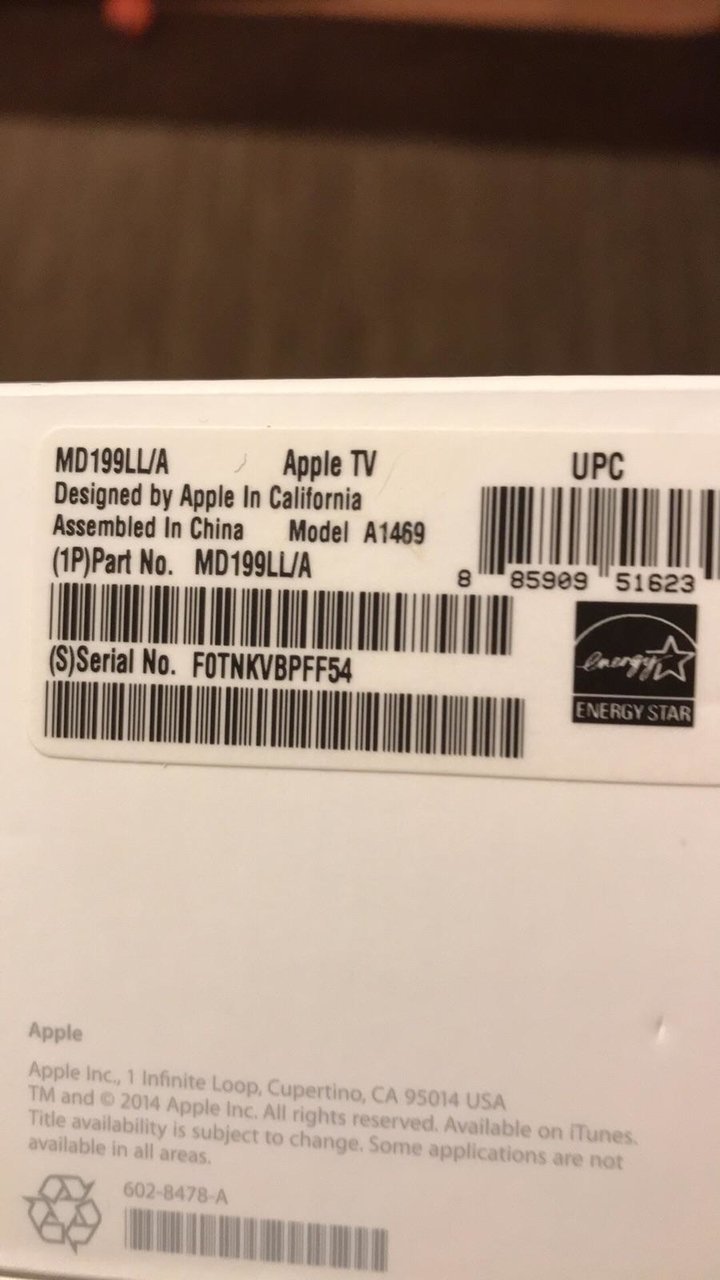 MD199LL/A Apple TV UPC
Designed by Apple In California
Assembled In China Model A1469
(1P)Part No. MD199LL/A
8 85909 51623
(S)Serial No. F0TNKVBPFF54
energy
ENERGY STAR
Apple
Apple Inc., 1 Infinite Loop, Cupertino, CA 95014 USA
TM and © 2014 Apple Inc. All rights reserved. Available on iTunes.
Title availability is subject to change. Some applications are not
available in all areas.
602-8478-A